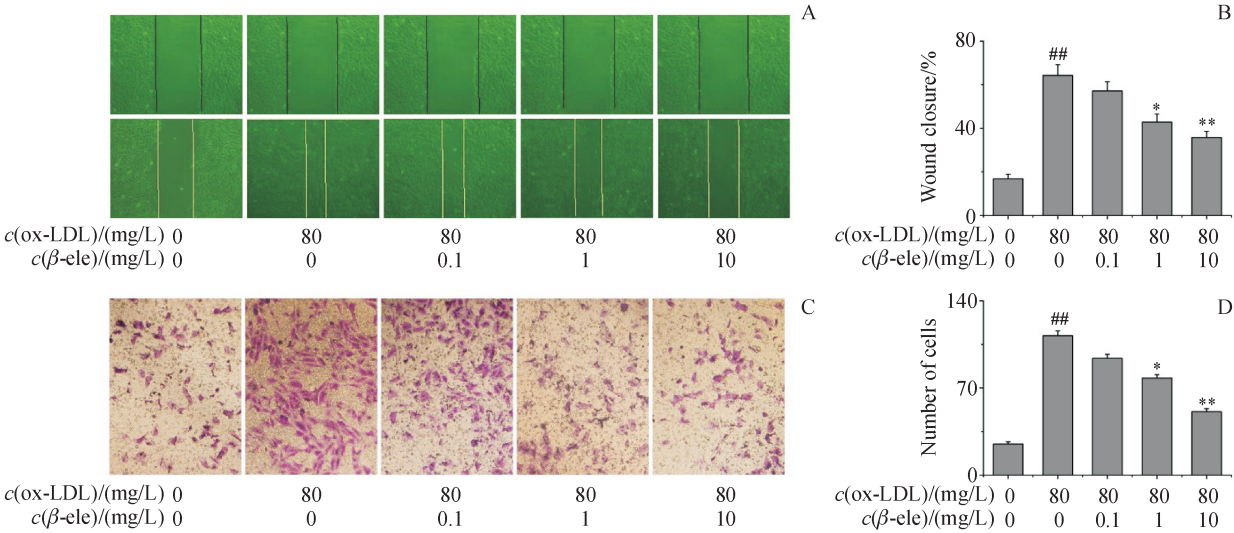 A
c(ox-LDL)/(mg/L) 0 80 80 80 80
c(β-ele)/(mg/L) 0 0 0.1 1 10
B
Wound closure/%
80
40
0
##
*
**
c(ox-LDL)/(mg/L) 0 80 80 80 80
c(β-ele)/(mg/L) 0 0 0.1 1 10
C
c(ox-LDL)/(mg/L) 0 80 80 80 80
c(β-ele)/(mg/L) 0 0 0.1 1 10
D
Number of cells
140
70
0
##
*
**
c(ox-LDL)/(mg/L) 0 80 80 80 80
c(β-ele)/(mg/L) 0 0 0.1 1 10